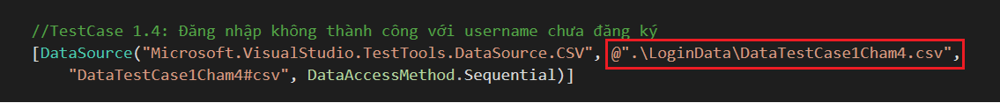 //TestCase 1.4: Đăng nhập không thành công với username chưa đăng ký
[DataSource("Microsoft.VisualStudio.TestTools.DataSource.CSV", @".\LoginData\DataTestCase1Cham4.csv",
"DataTestCase1Cham4#csv", DataAccessMethod.Sequential)]